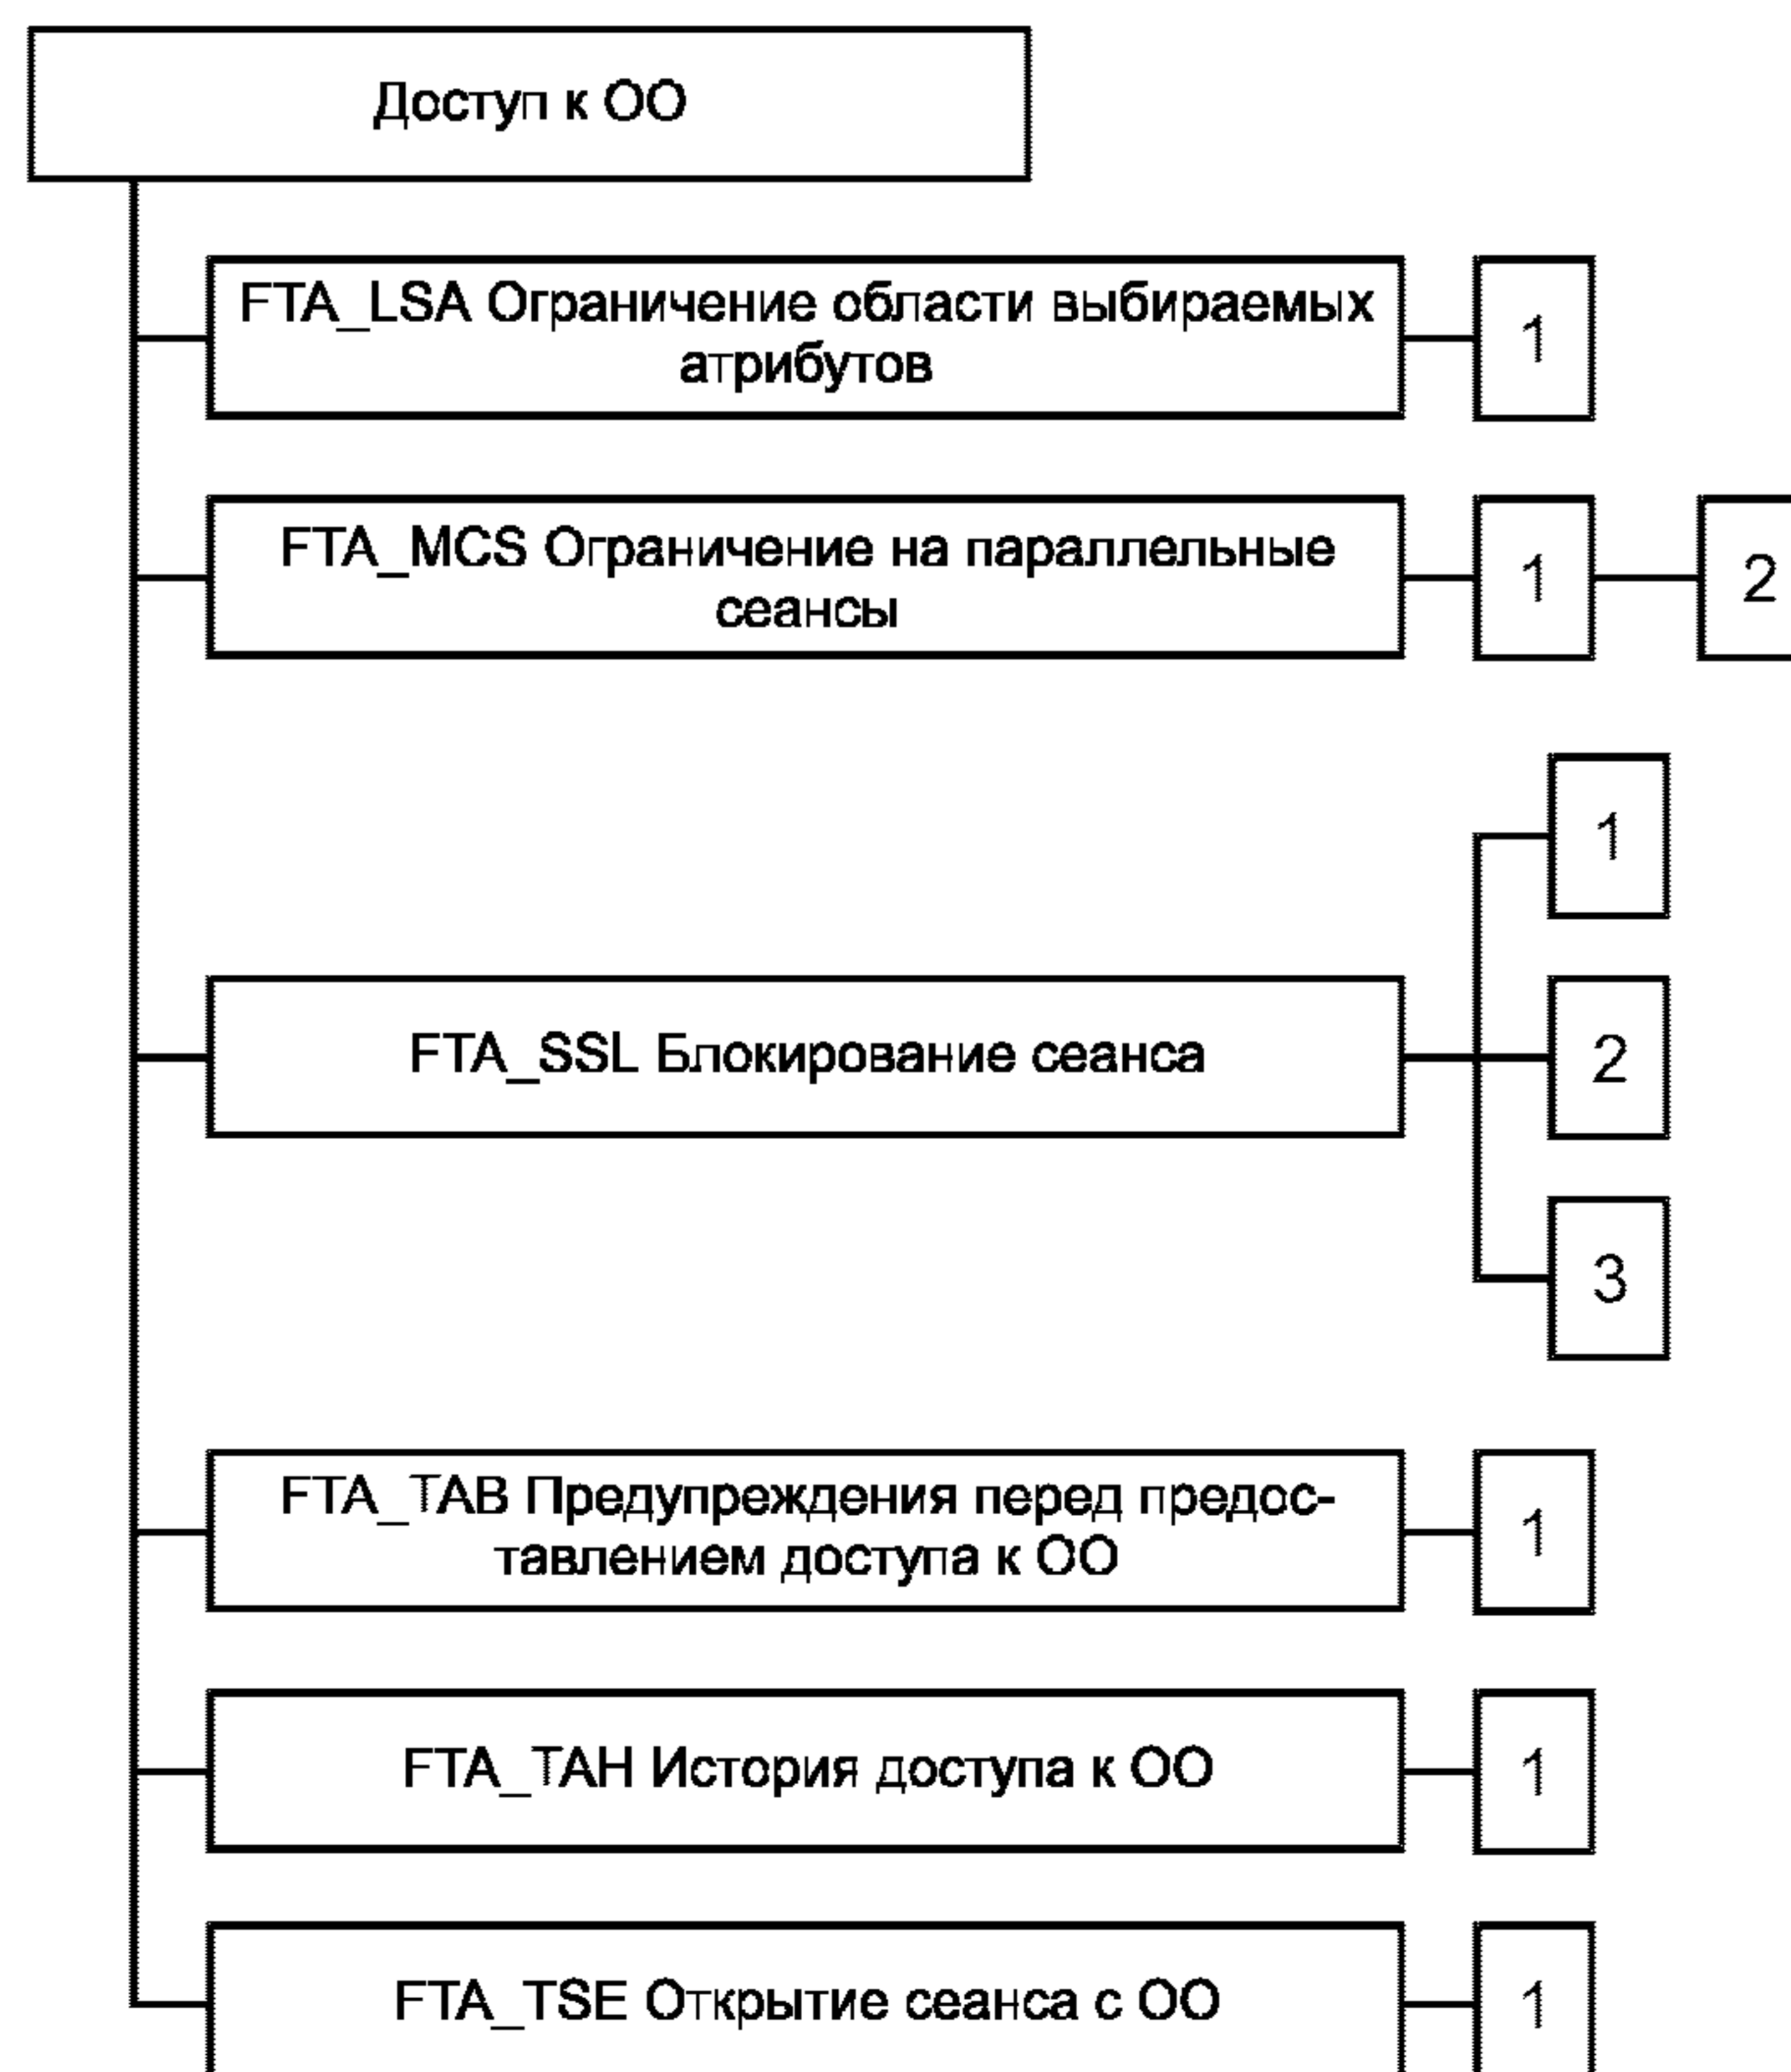 Доступ к ОО
FTA_LSA Ограничение области выбираемых
атрибутов
1
FTA_MCS Ограничение на параллельные
сеансы
1
2
1
FTA_SSL Блокирование сеанса
2
3
FTA_TAB Предупреждения перед предос-
тавлением доступа к ОО
1
FTA_TAH История доступа к ОО
1
FTA_TSE Открытие сеанса с ОО
1